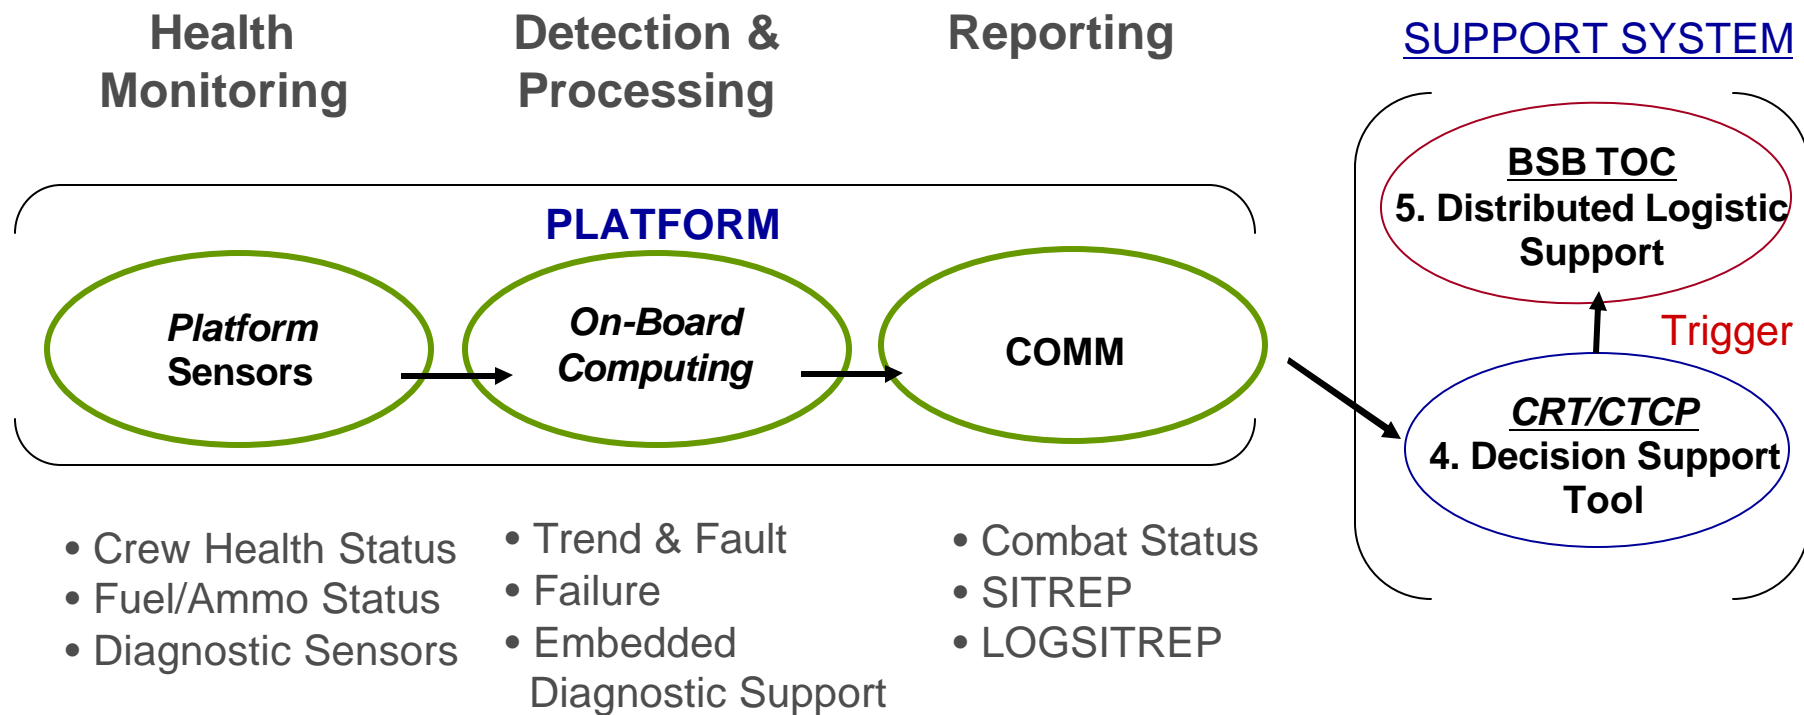 Health
Monitoring
Detection &
Processing
Reporting
SUPPORT SYSTEM
PLATFORM
Platform
Sensors
On-Board
Computing
COMM
BSB TOC
5. Distributed Logistic
Support
Trigger
CRT/CTCP
4. Decision Support
Tool
• Crew Health Status
• Fuel/Ammo Status
• Diagnostic Sensors
• Trend & Fault
• Failure
• Embedded
Diagnostic Support
• Combat Status
• SITREP
• LOGSITREP